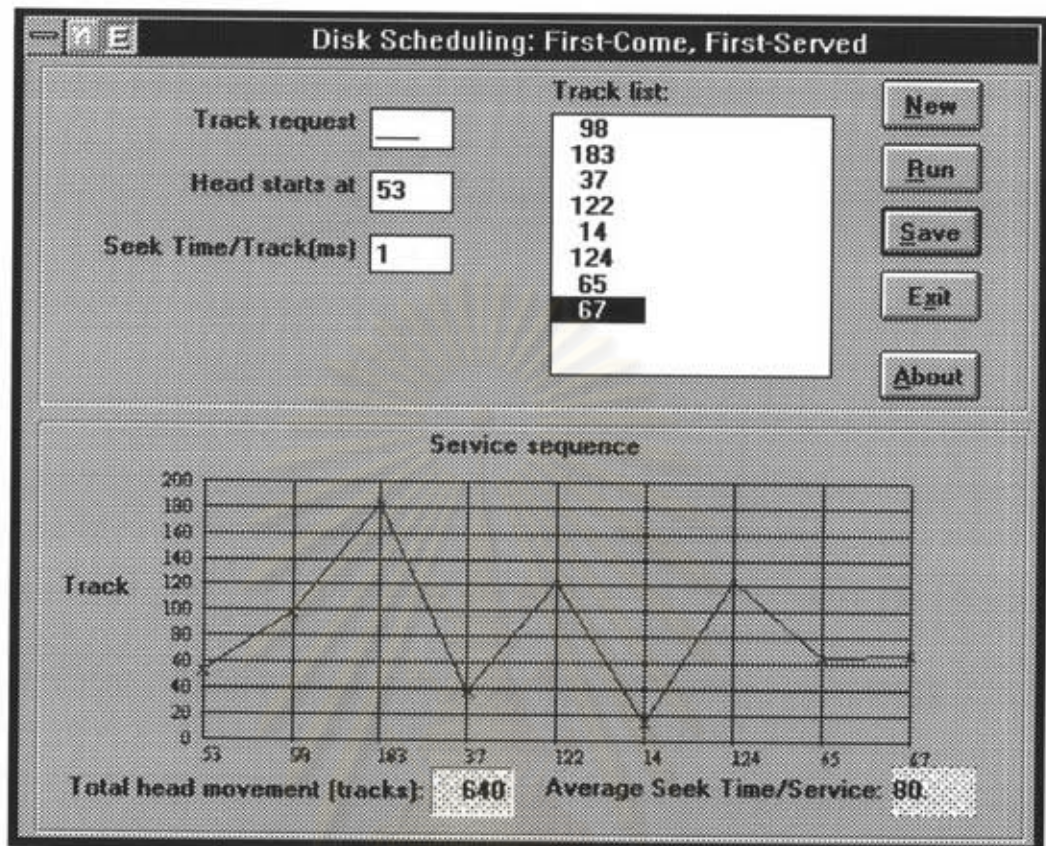 Disk Scheduling: First-Come, First-Served
Track request
Head starts at 53
Seek Time/Track(ms) 1
Track list:
98
183
37
122
14
124
65
67
New
Run
Save
Exit
About
Service sequence
Track
200
180
160
140
120
100
80
60
40
20
0
53 98 183 37 122 14 124 65 67
Total head movement (tracks): 640 Average Seek Time/Service: 80.